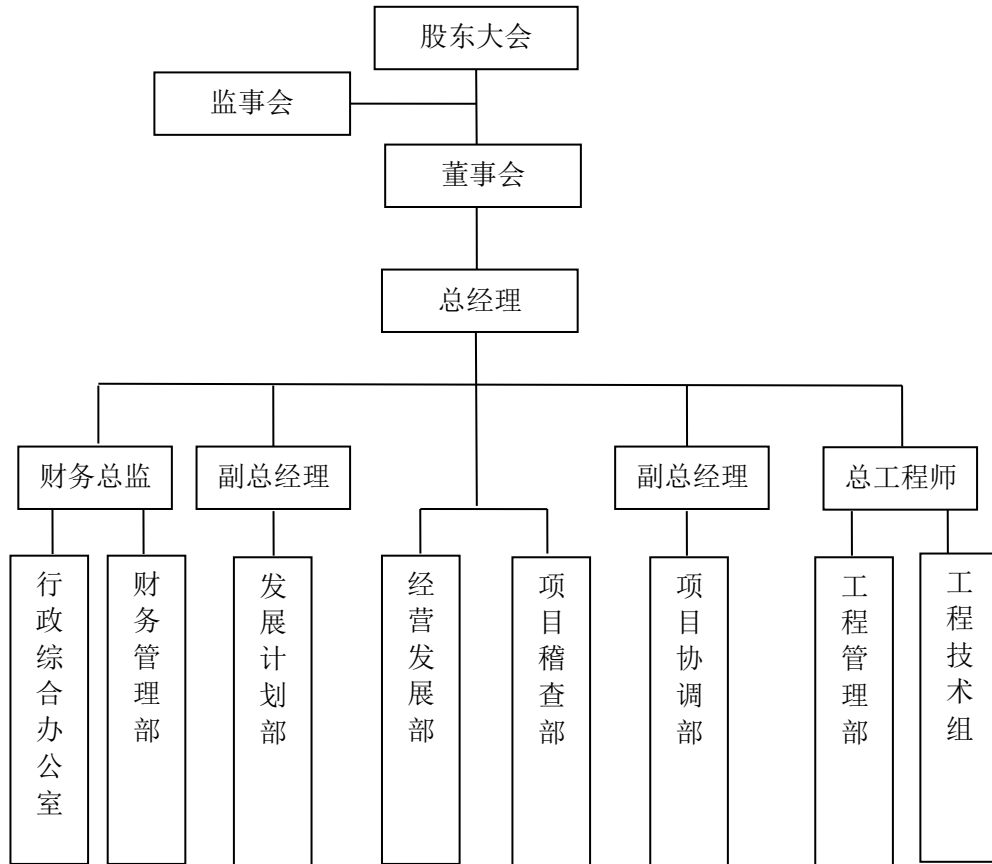 股东大会
监事会
董事会
总经理
财务总监
副总经理
副总经理
总工程师
行政综合办公室
财务管理部
发展计划部
经营发展部
项目稽查部
项目协调部
工程管理部
工程技术组